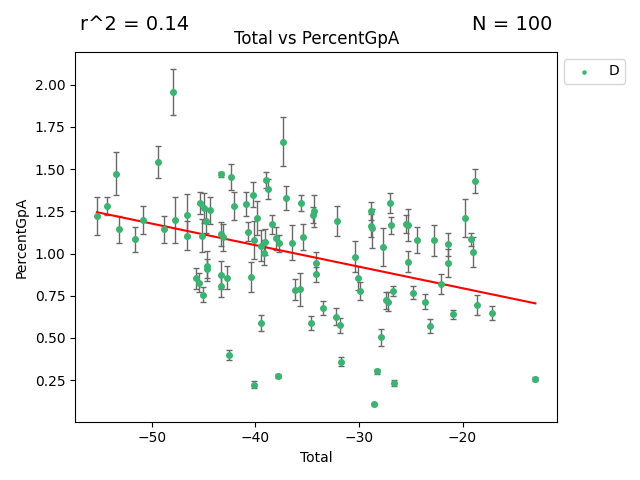 r^2 = 0.14 N = 100
Total vs PercentGpA
D
2.00
1.75
1.50
1.25
1.00
0.75
0.50
0.25
PercentGpA
−50 −40 −30 −20
Total